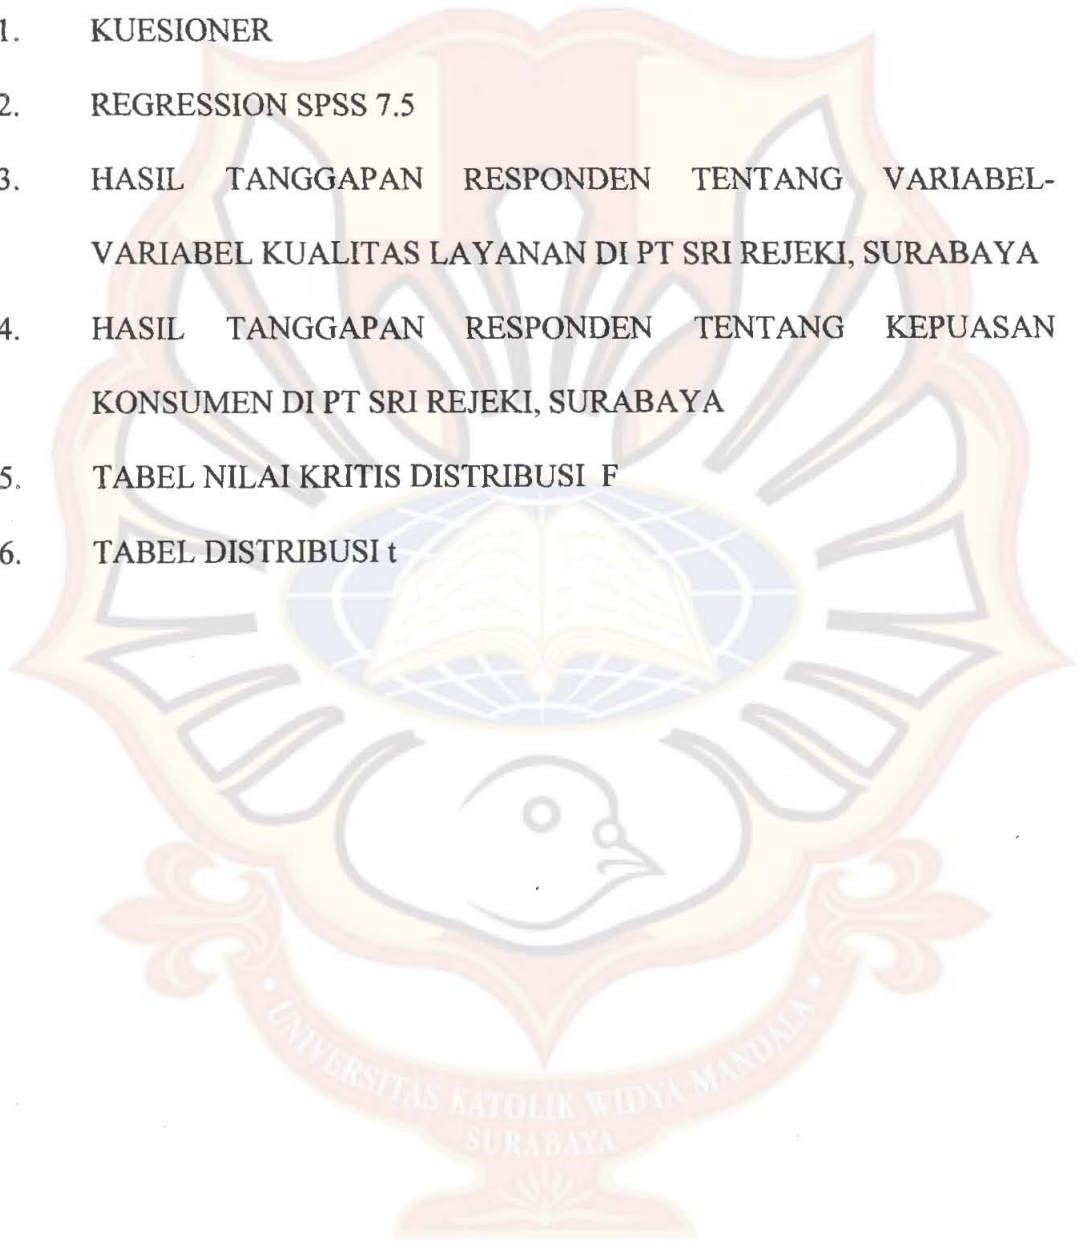 1. KUESIONER
2. REGRESSION SPSS 7.5
3. HASIL TANGGAPAN RESPONDEN TENTANG VARIABEL-
VARIABEL KUALITAS LAYANAN DI PT SRI REJEKI, SURABAYA
4. HASIL TANGGAPAN RESPONDEN TENTANG KEPUASAN
KONSUMEN DI PT SRI REJEKI, SURABAYA
5. TABEL NILAI KRITIS DISTRIBUSI F
6. TABEL DISTRIBUSI t
• UNIVERSITAS KATOLIK WIDYA MANDALA •
SURABAYA